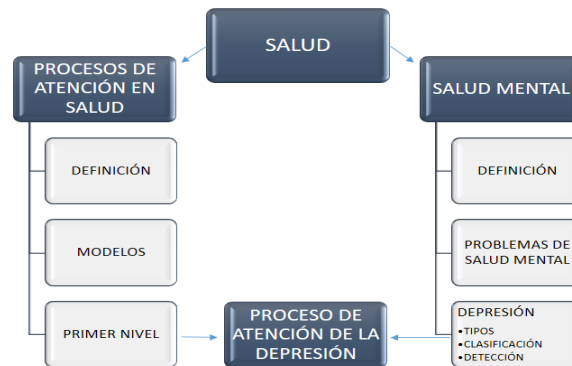 SALUD
PROCESOS DE
ATENCIÓN EN
SALUD
SALUD MENTAL
DEFINICIÓN
DEFINICIÓN
MODELOS
PROBLEMAS DE
SALUD MENTAL
PRIMER NIVEL
PROCESO DE
ATENCIÓN DE LA
DEPRESIÓN
DEPRESIÓN
•TIPOS
•CLASIFICACIÓN
•DETECCIÓN